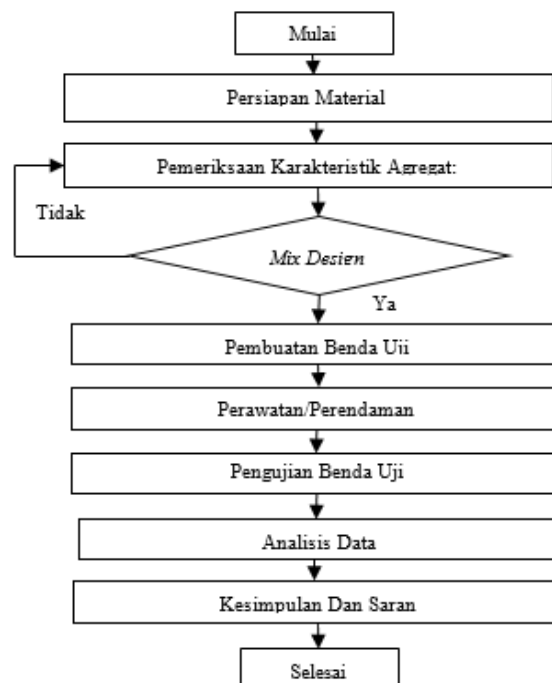 Mulai
Persiapan Material
Pemeriksaan Karakteristik Agregat:
Tidak
Mix Design
Ya
Pembuatan Benda Uji
Perawatan/Perendaman
Pengujian Benda Uji
Analisis Data
Kesimpulan Dan Saran
Selesai